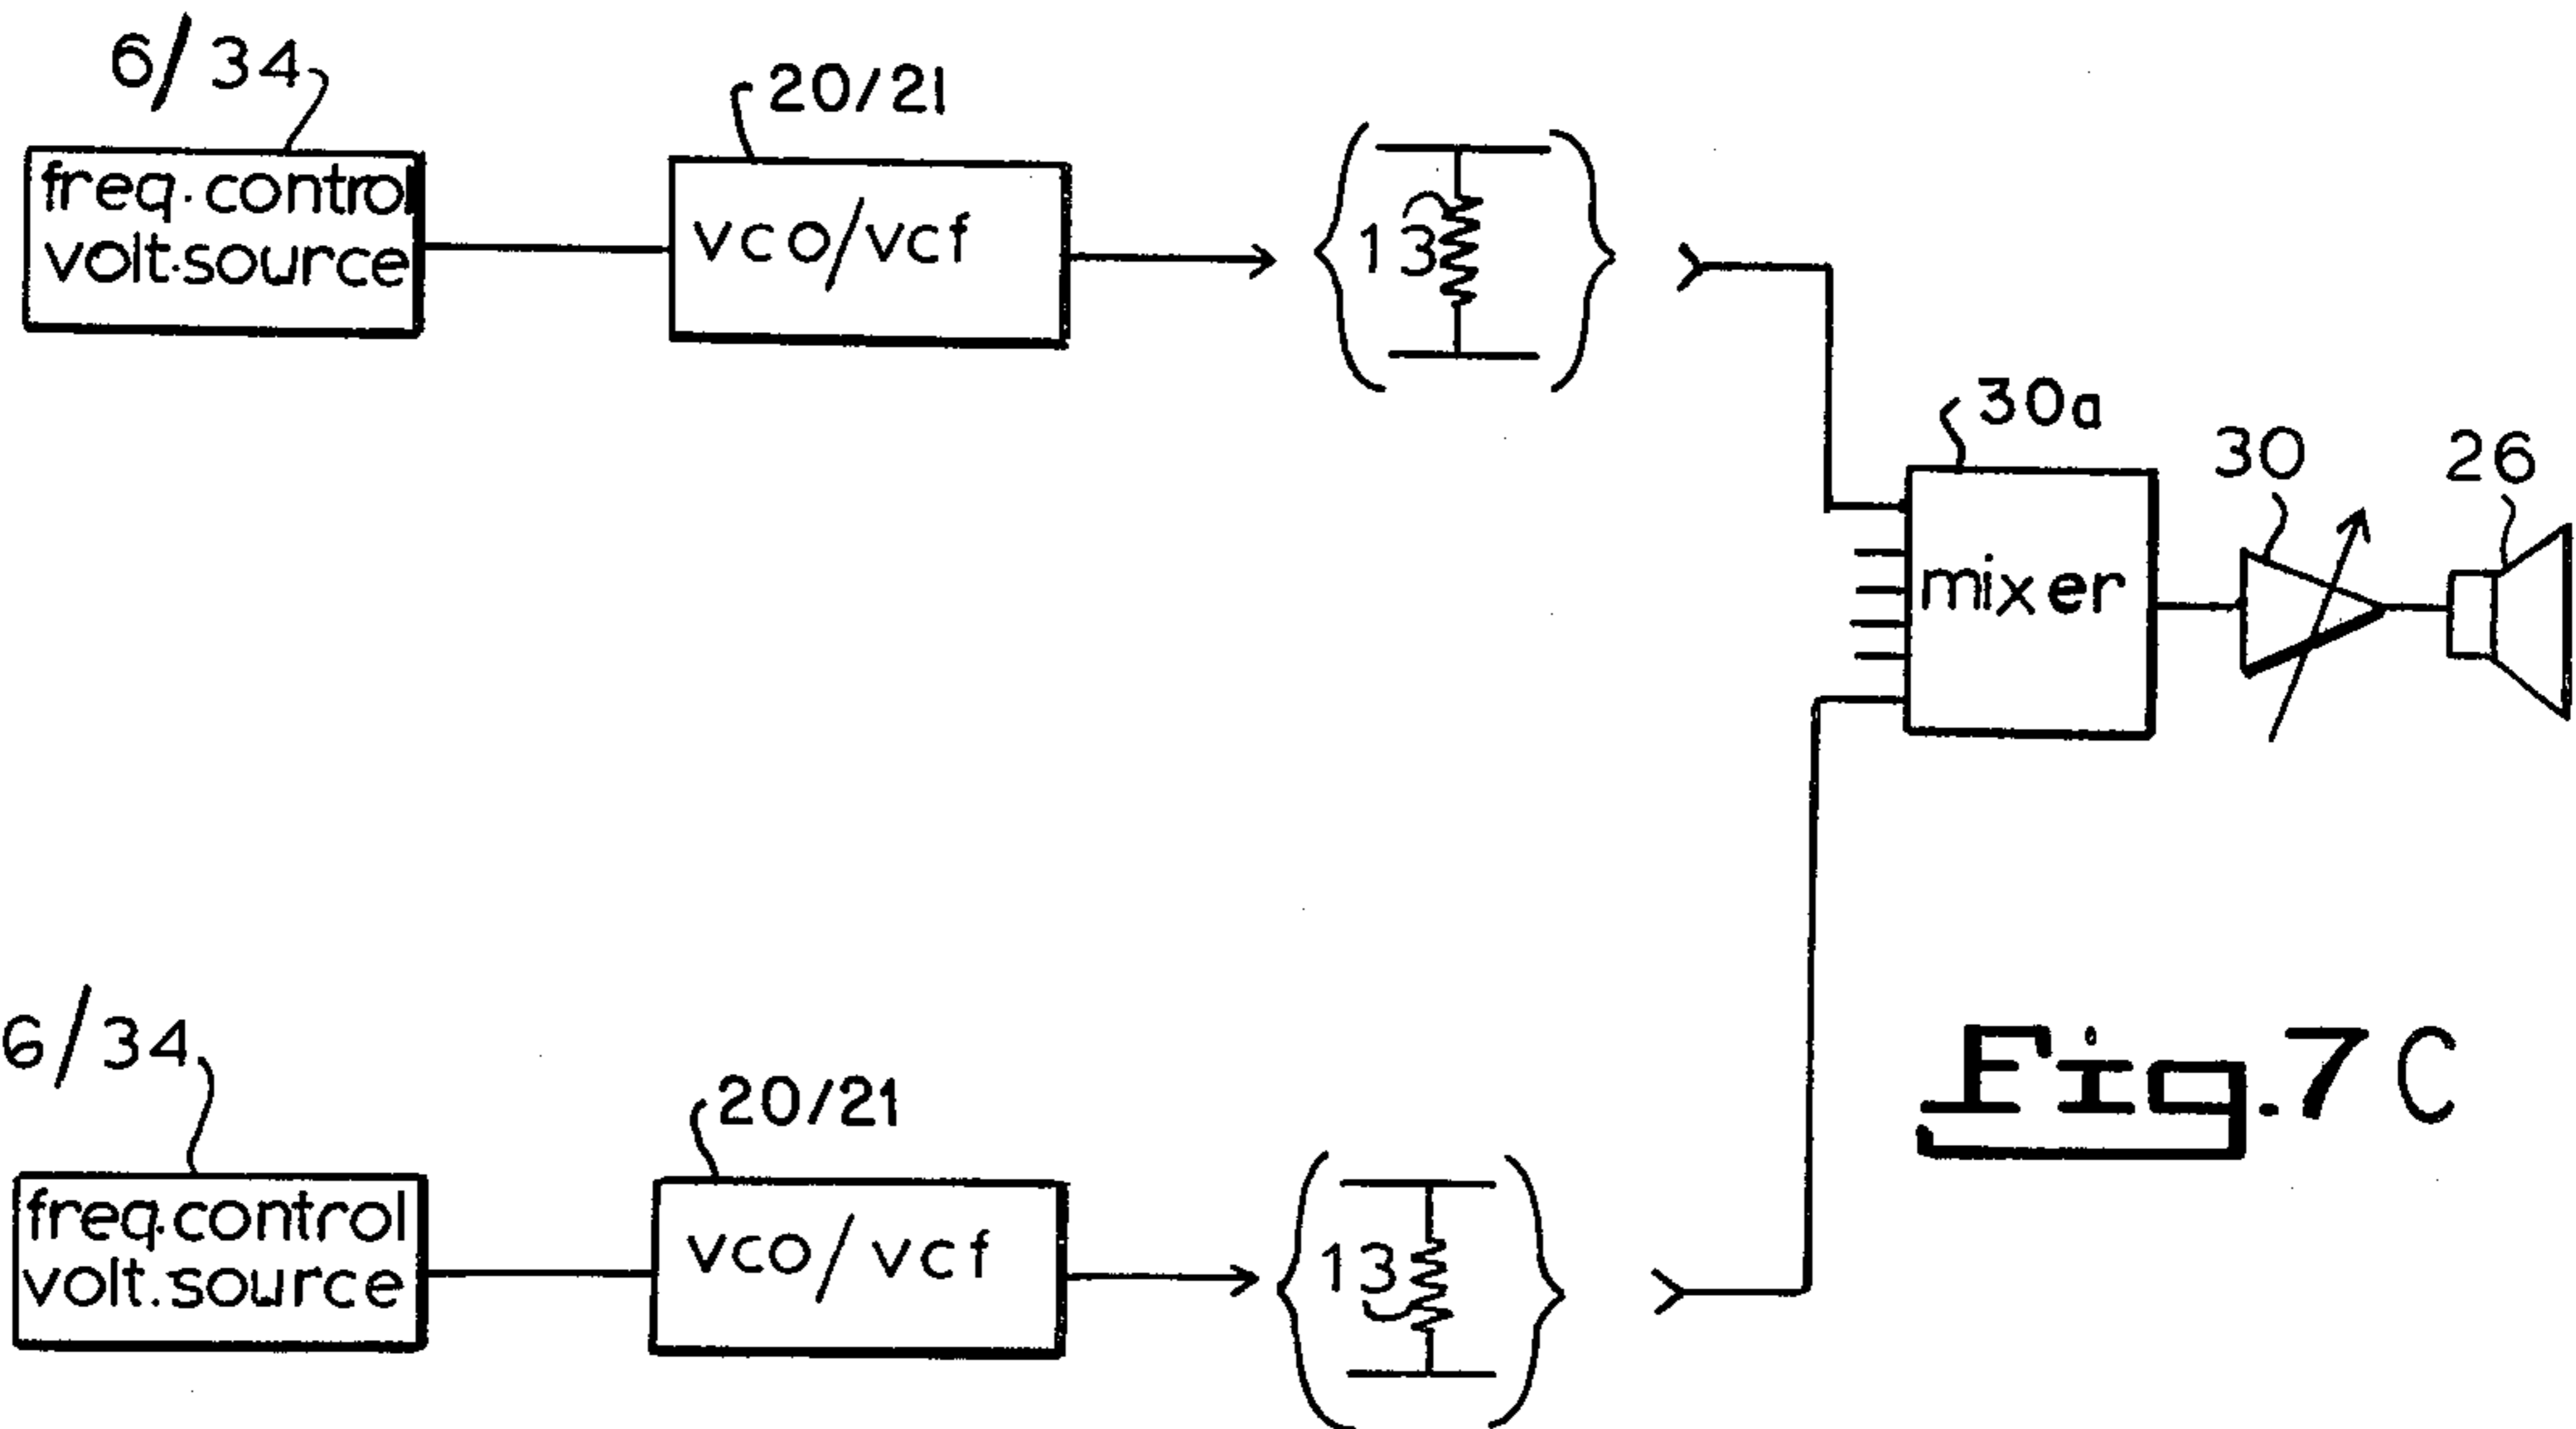 6/34
20/21
freq. control
volt. source
vco/vcf
13
30a
30
26
mixer
6/34
20/21
Fig. 7C
freq. control
volt. source
vco/vcf
13